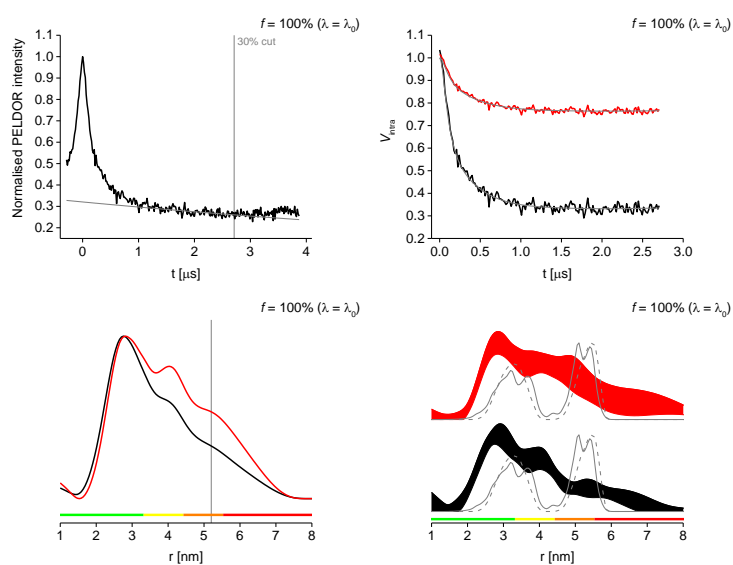 f = 100% (λ = λ0)
30% cut
Normalised PELDOR intensity
1.1
1.0
0.9
0.8
0.7
0.6
0.5
0.4
0.3
0.2
0 1 2 3 4
t [μs]
f = 100% (λ = λ0)
Vintra
1.1
1.0
0.9
0.8
0.7
0.6
0.5
0.4
0.3
0.2
0.0 0.5 1.0 1.5 2.0 2.5 3.0
t [μs]
f = 100% (λ = λ0)
1 2 3 4 5 6 7 8
r [nm]
f = 100% (λ = λ0)
1 2 3 4 5 6 7 8
r [nm]